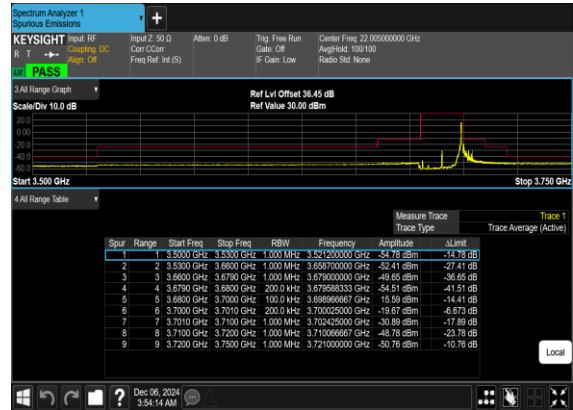 Spectrum Analyzer 1
Spurious Emissions
+
KEYSIGHT Input: RF Input Z: 50 Ω Atten: 0 dB Trig: Free Run Center Freq: 22.005000000 GHz
R T Coupling: DC Corr CCorr Gate: Off Avg|Hold: 100/100
Align: Off Freq Ref: Int (S) IF Gain: Low Radio Std: None
PASS
3 All Range Graph Ref Lvl Offset 36.45 dB
Scale/Div 10.0 dB Ref Value 30.00 dBm
20.0
0.00
-20.0
-40.0
-60.0
Start 3.500 GHz Stop 3.750 GHz
4 All Range Table
Measure Trace Trace 1
Trace Type Trace Average (Active)
Spur Range Start Freq Stop Freq RBW Frequency Amplitude ΔLimit
1 1 3.5000 GHz 3.5300 GHz 1.000 MHz 3.521200000 GHz -54.78 dBm -14.78 dB
2 2 3.5300 GHz 3.6600 GHz 1.000 MHz 3.658700000 GHz -52.41 dBm -27.41 dB
3 3 3.6600 GHz 3.6790 GHz 1.000 MHz 3.679000000 GHz -49.65 dBm -36.65 dB
4 4 3.6790 GHz 3.6800 GHz 200.0 kHz 3.679588333 GHz -54.51 dBm -41.51 dB
5 5 3.6800 GHz 3.7000 GHz 100.0 kHz 3.698966667 GHz 15.59 dBm -14.41 dB
6 6 3.7000 GHz 3.7010 GHz 200.0 kHz 3.700025000 GHz -19.67 dBm -6.673 dB
7 7 3.7010 GHz 3.7100 GHz 1.000 MHz 3.702425000 GHz -30.89 dBm -17.89 dB
8 8 3.7100 GHz 3.7200 GHz 1.000 MHz 3.710066667 GHz -48.78 dBm -23.78 dB
9 9 3.7200 GHz 3.7500 GHz 1.000 MHz 3.721000000 GHz -50.76 dBm -10.76 dB
Local
? Dec 06, 2024
3:54:14 AM